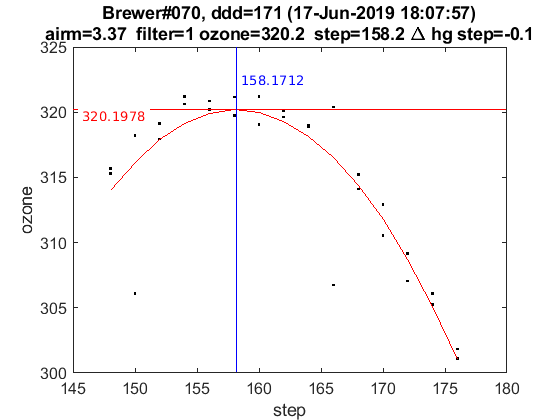 Brewer#070, ddd=171 (17-Jun-2019 18:07:57)
airm=3.37 filter=1 ozone=320.2 step=158.2 Δ hg step=-0.1
325
158.1712
320
320.1978
315
ozone
310
305
300
145 150 155 160 165 170 175 180
step